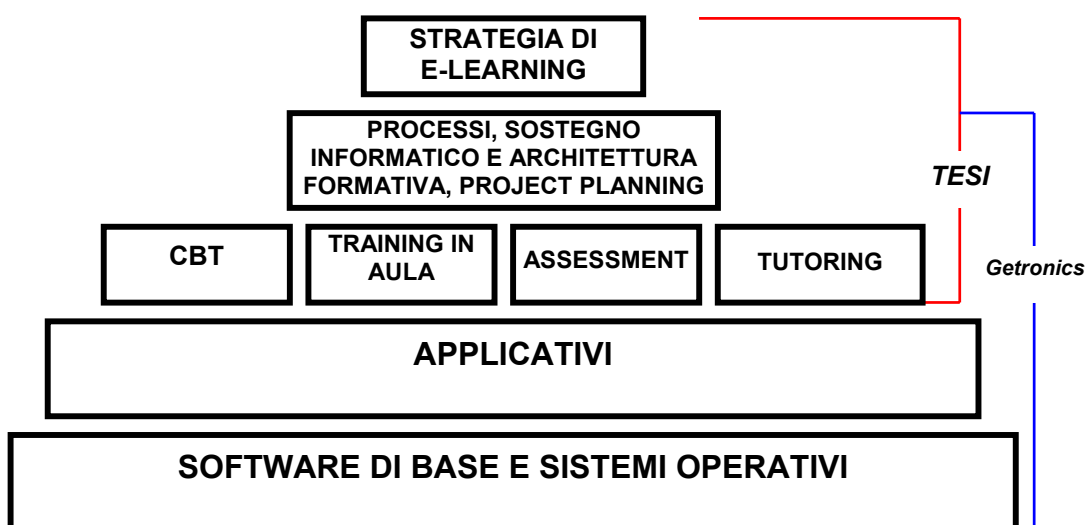 STRATEGIA DI
E-LEARNING
PROCESSI, SOSTEGNO
INFORMATICO E ARCHITETTURA
FORMATIVA, PROJECT PLANNING
TESI
CBT
TRAINING IN
AULA
ASSESSMENT
TUTORING
Getronics
APPLICATIVI
SOFTWARE DI BASE E SISTEMI OPERATIVI